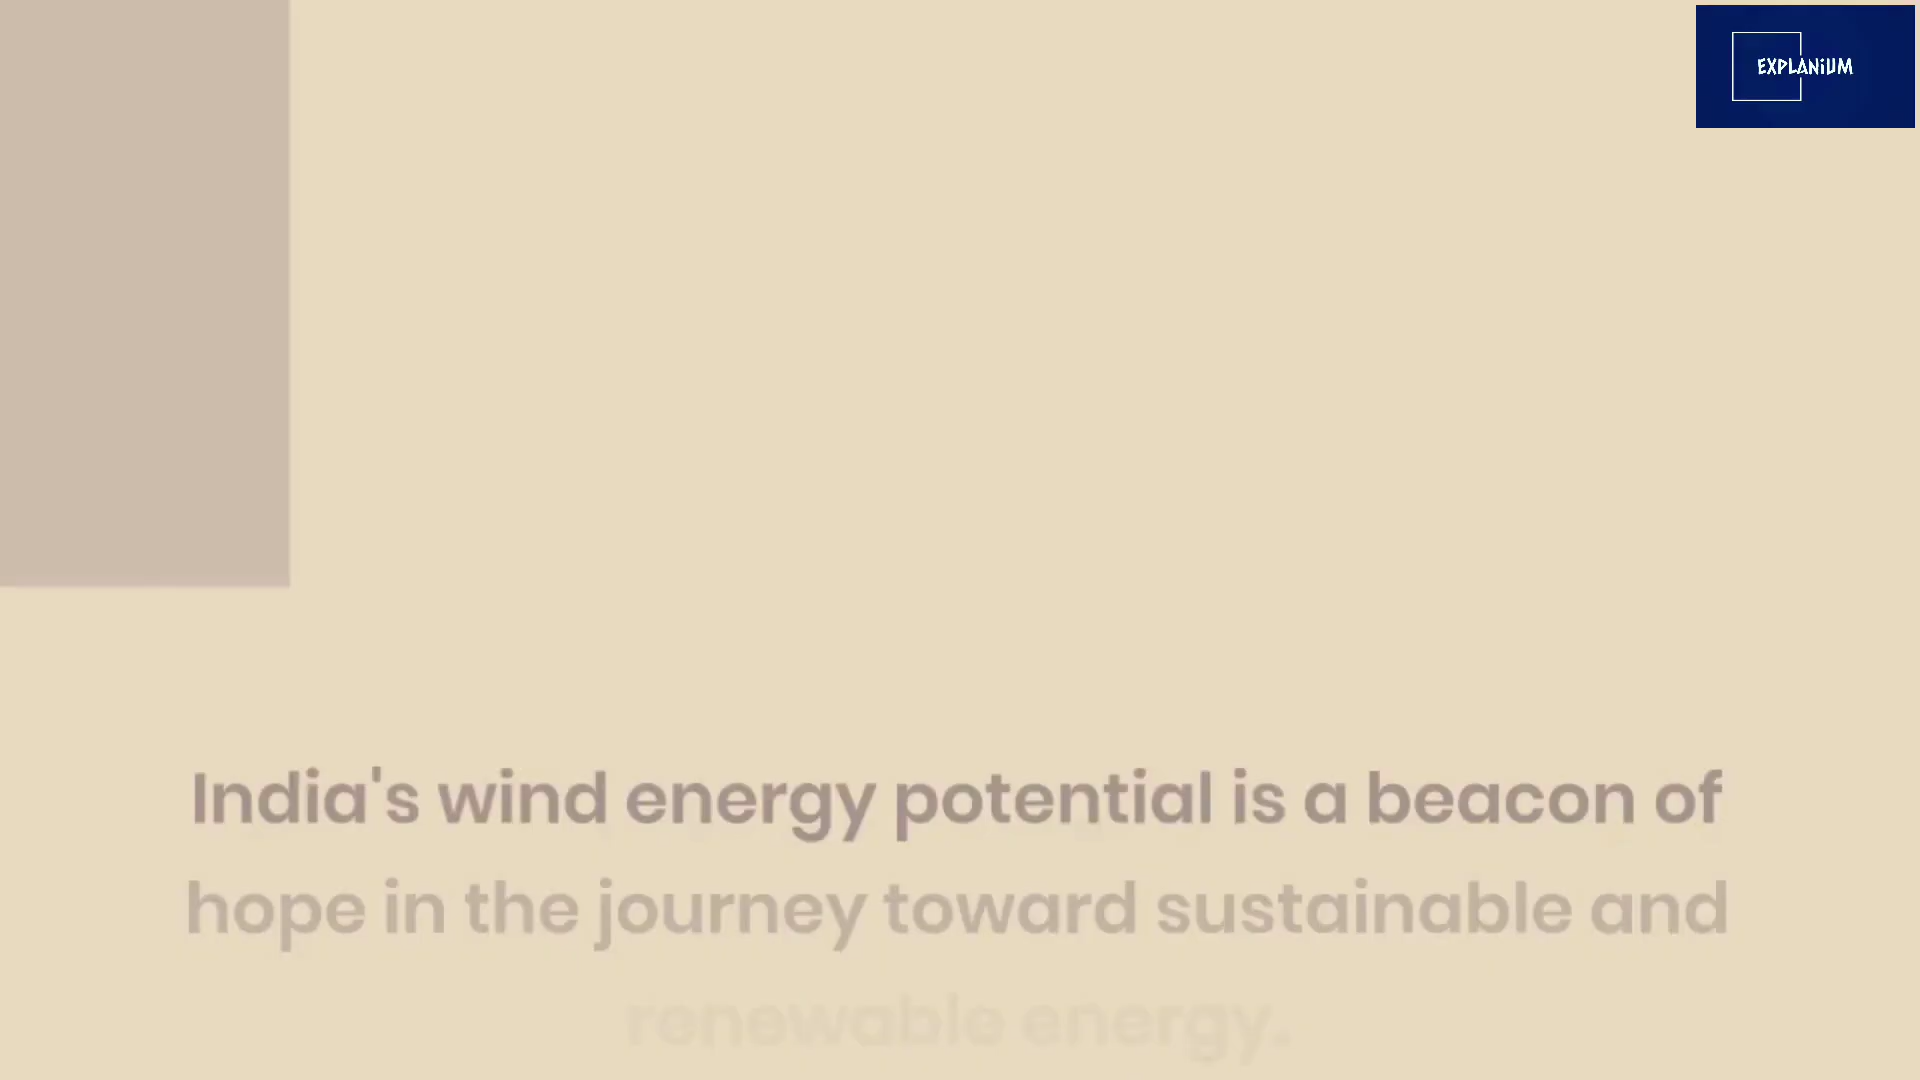 EXPLANiUM
India's wind energy potential is a beacon of
hope in the journey toward sustainable and
renewable energy.